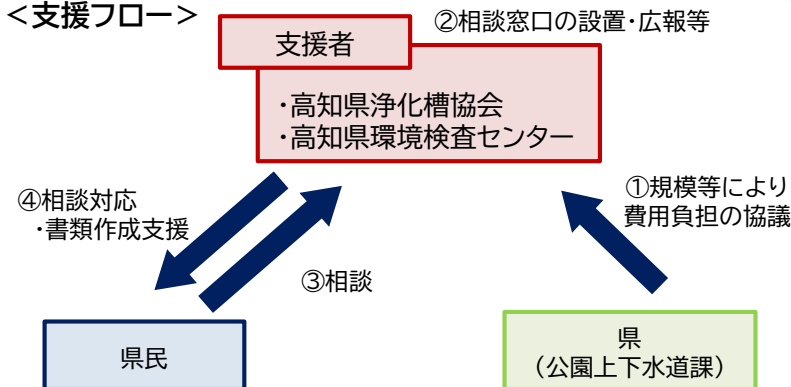 <支援フロー>
②相談窓口の設置・広報等
支援者
・高知県浄化槽協会
・高知県環境検査センター
④相談対応
・書類作成支援
①規模等により
費用負担の協議
③相談
県民
県
（公園上下水道課）